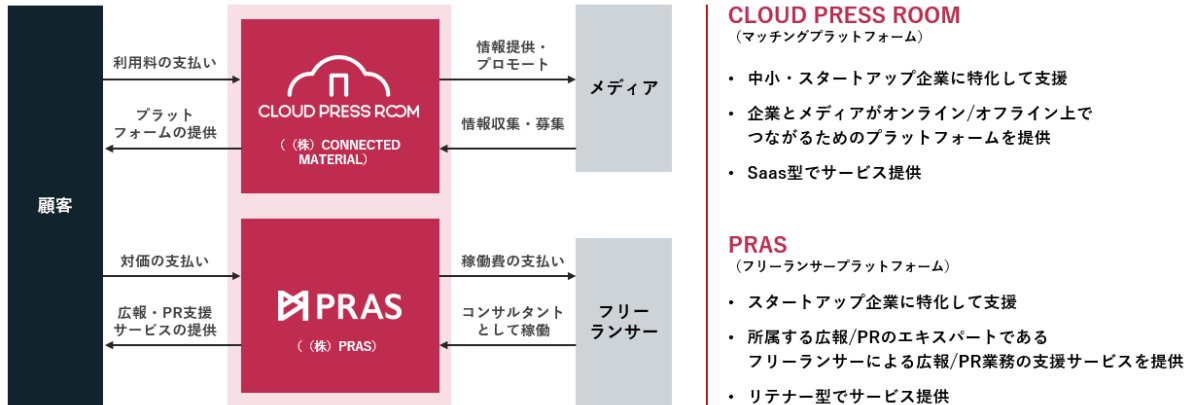 顧客
利用料の支払い
プラット
フォームの提供
CLOUD PRESS ROOM
（（株）CONNECTED
MATERIAL）
情報提供・
プロモート
情報収集・募集
メディア
対価の支払い
広報・PR支援
サービスの提供
PRAS
（（株）PRAS）
稼働費の支払い
コンサルタント
として稼働
フリー
ランサー
CLOUD PRESS ROOM
（マッチングプラットフォーム）
• 中小・スタートアップ企業に特化して支援
• 企業とメディアがオンライン/オフライン上で
つながるためのプラットフォームを提供
• Saas型でサービス提供
PRAS
（フリーランサープラットフォーム）
• スタートアップ企業に特化して支援
• 所属する広報/PRのエキスパートである
フリーランサーによる広報/PR業務の支援サービスを提供
• リテナー型でサービス提供